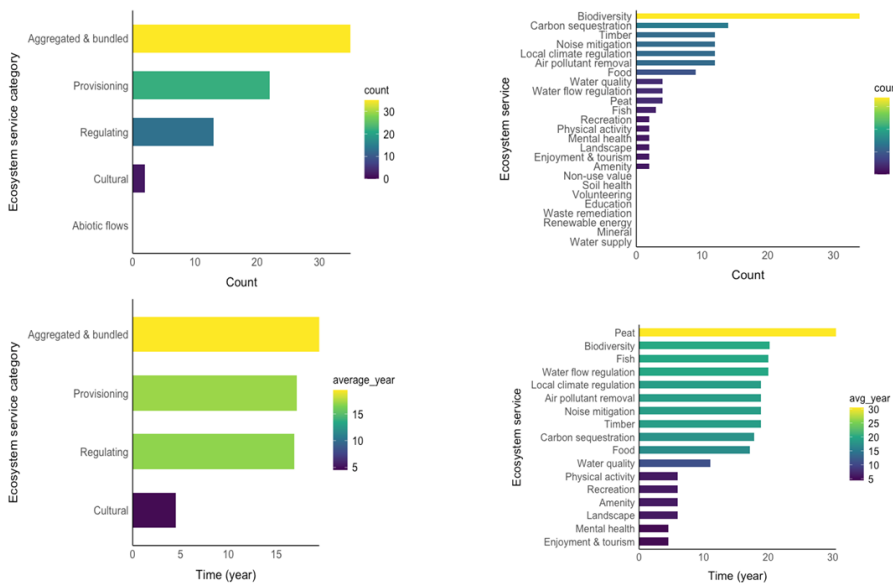 Ecosystem service category
Aggregated & bundled
Provisioning
Regulating
Cultural
Abiotic flows
0 10 20 30
Count
count
30
20
10
0
Ecosystem service
Biodiversity
Carbon sequestration
Timber
Noise mitigation
Local climate regulation
Air pollutant removal
Food
Water quality
Water flow regulation
Peat
Fish
Recreation
Physical activity
Mental health
Landscape
Enjoyment & tourism
Amenity
Non-use value
Soil health
Volunteering
Education
Waste remediation
Renewable energy
Mineral
Water supply
0 10 20 30
Count
coun
Ecosystem service category
Aggregated & bundled
Provisioning
Regulating
Cultural
0 5 10 15
Time (year)
average_year
15
10
5
Ecosystem service
Peat
Biodiversity
Fish
Water flow regulation
Local climate regulation
Air pollutant removal
Noise mitigation
Timber
Carbon sequestration
Food
Water quality
Physical activity
Recreation
Amenity
Landscape
Mental health
Enjoyment & tourism
0 10 20 30
Time (year)
avg_year
30
25
20
15
10
5